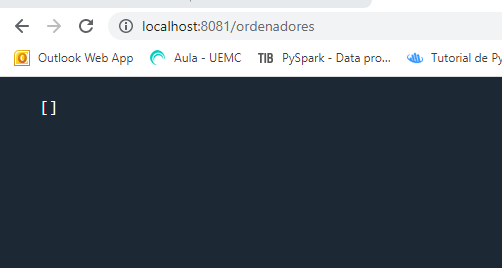 localhost:8081/ordenadores
Outlook Web App Aula - UEMC TIB PySpark - Data pro... Tutorial de Py
[]